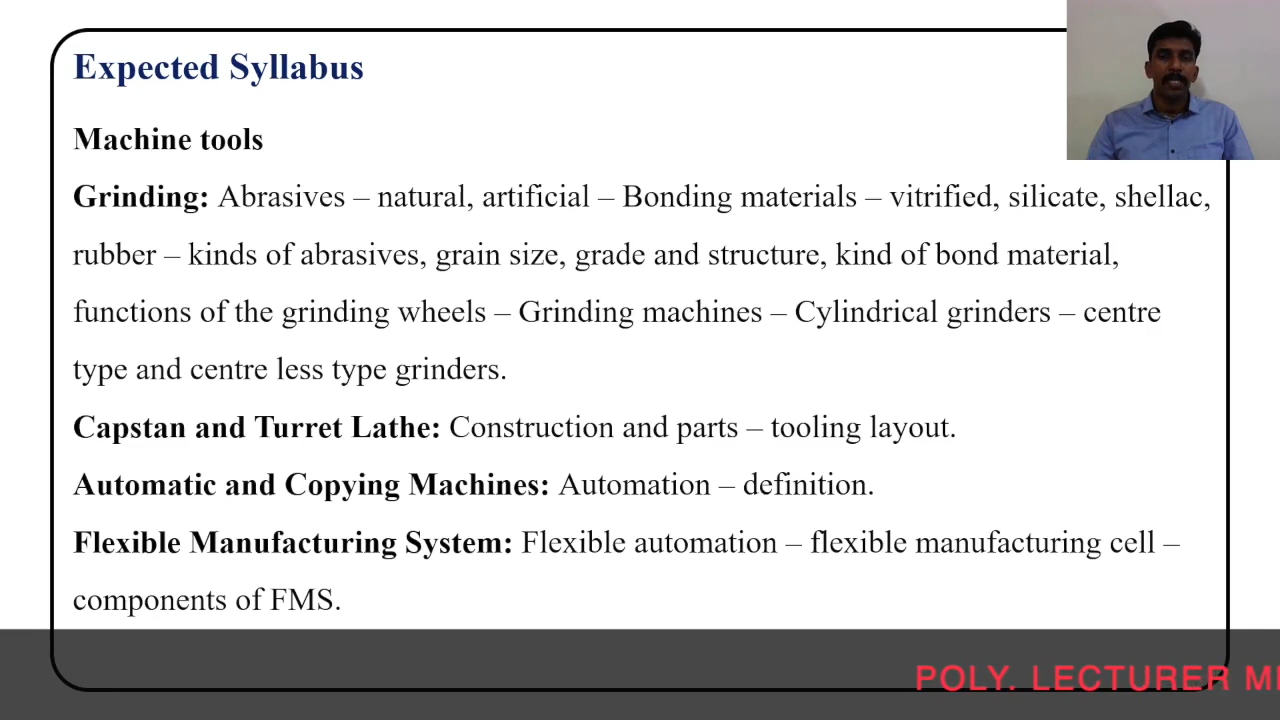 Expected Syllabus
Machine tools
Grinding: Abrasives – natural, artificial – Bonding materials – vitrified, silicate, shellac,
rubber – kinds of abrasives, grain size, grade and structure, kind of bond material,
functions of the grinding wheels – Grinding machines – Cylindrical grinders – centre
type and centre less type grinders.
Capstan and Turret Lathe: Construction and parts – tooling layout.
Automatic and Copying Machines: Automation – definition.
Flexible Manufacturing System: Flexible automation – flexible manufacturing cell –
components of FMS.
POLY. LECTURER